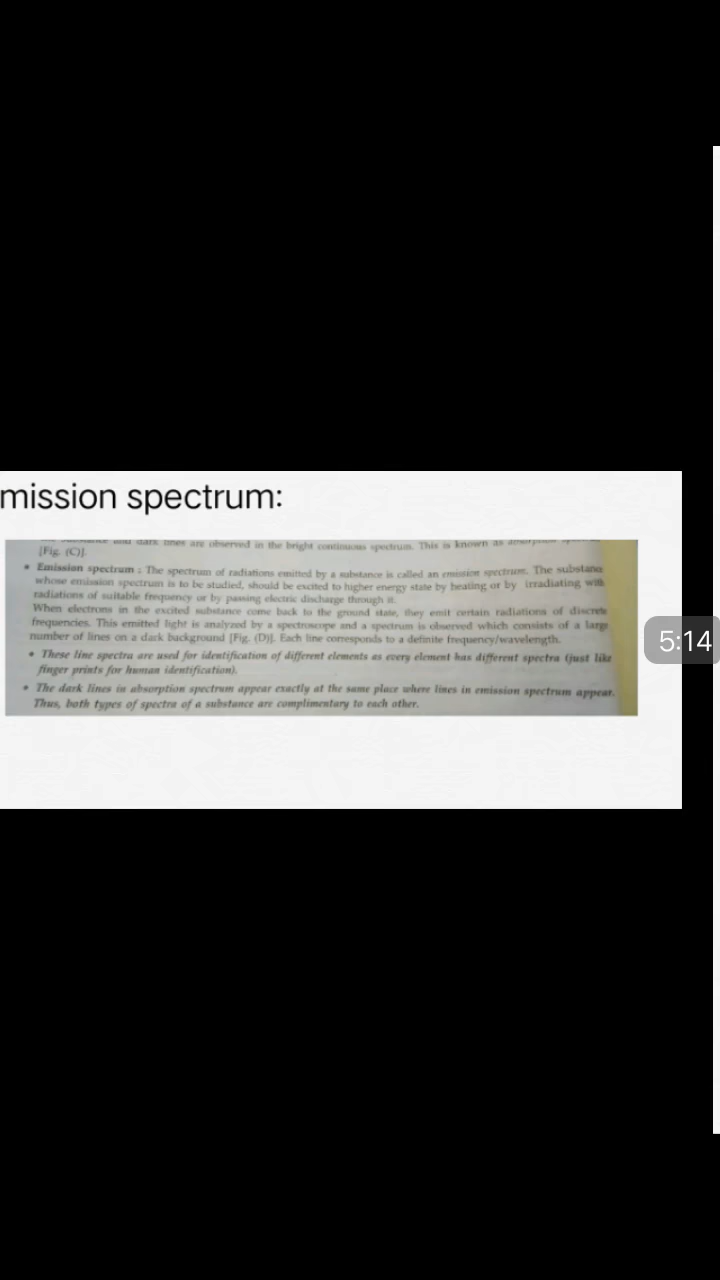 mission spectrum:
and dark lines are observed in the bright continuous spectrum. This is known as
[Fig. (C)].
• Emission spectrum : The spectrum of radiations emitted by a substance is called an emission spectrum. The substanc
whose emission spectrum is to be studied, should be excited to higher energy state by heating or by irradiating with
radiations of suitable frequency or by passing electric discharge through it.
When electrons in the excited substance come back to the ground state, they emit certain radiations of discrete
frequencies. This emitted light is analyzed by a spectroscope and a spectrum is observed which consists of a large
number of lines on a dark background [Fig. (D)]. Each line corresponds to a definite frequency/wavelength.
• These line spectra are used for identification of different elements as every element has different spectra (just like
finger prints for human identification).
• The dark lines in absorption spectrum appear exactly at the same place where lines in emission spectrum appear.
Thus, both types of spectra of a substance are complimentary to each other.
5:14